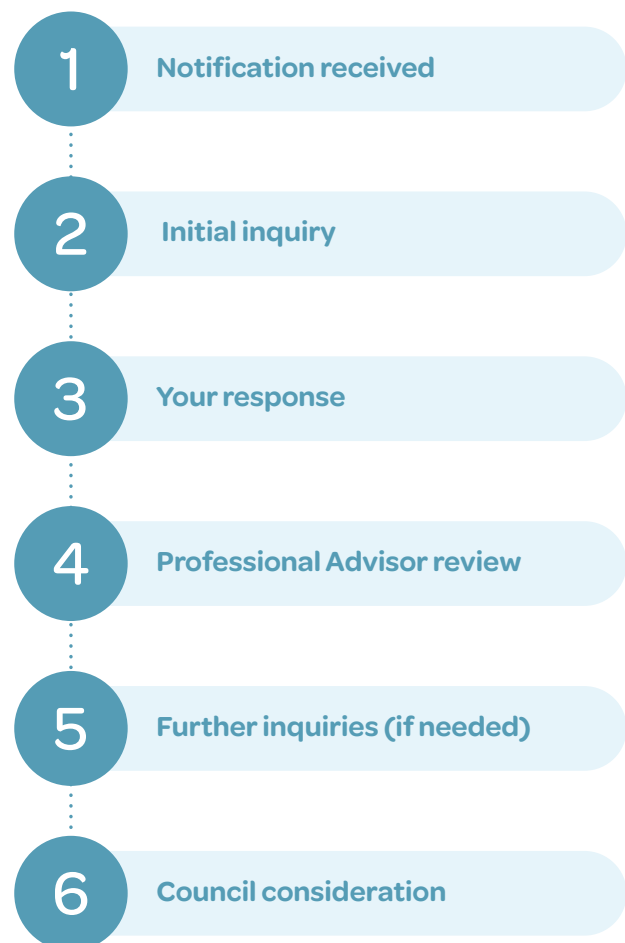 1 Notification received
2 Initial inquiry
3 Your response
4 Professional Advisor review
5 Further inquiries (if needed)
6 Council consideration